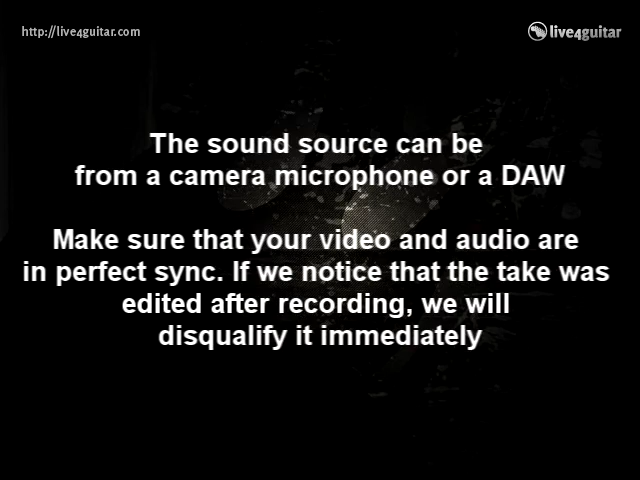 http://live4guitar.com
live4guitar
The sound source can be
from a camera microphone or a DAW
Make sure that your video and audio are
in perfect sync. If we notice that the take was
edited after recording, we will
disqualify it immediately